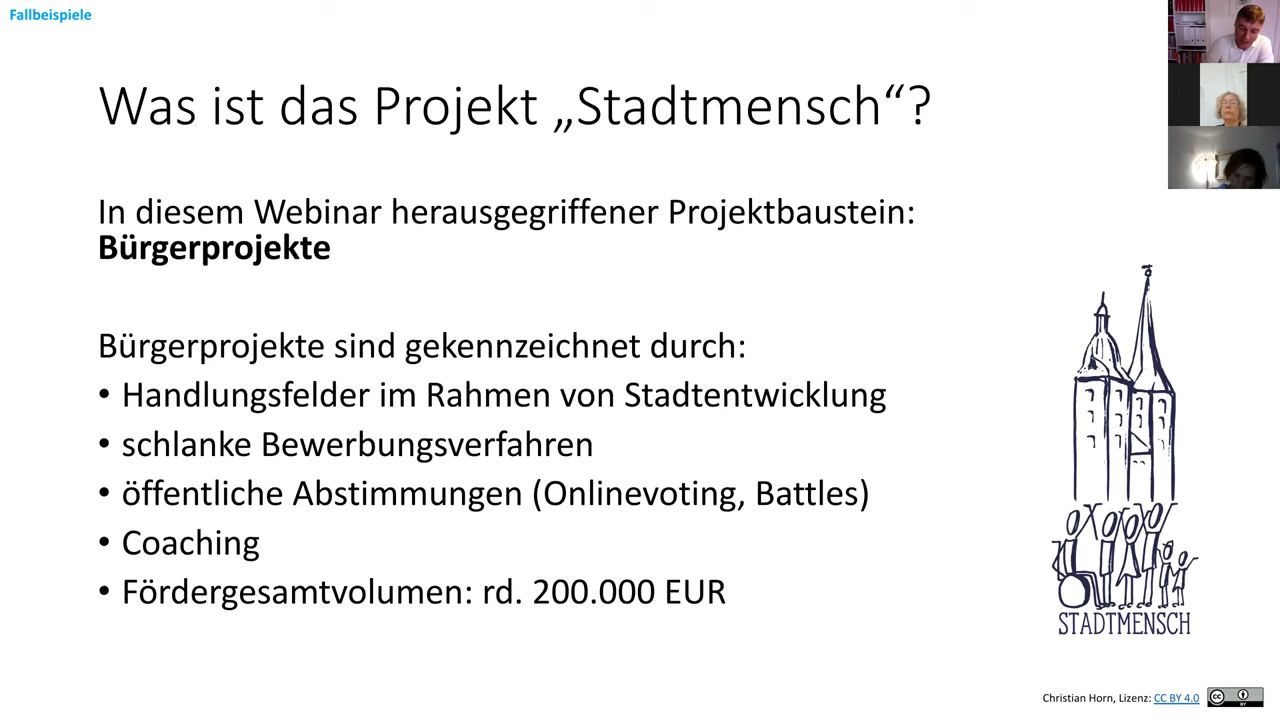 Fallbeispiele
Was ist das Projekt „Stadtmensch“?
In diesem Webinar herausgegriffener Projektbaustein:
Bürgerprojekte
Bürgerprojekte sind gekennzeichnet durch:
• Handlungsfelder im Rahmen von Stadtentwicklung
• schlanke Bewerbungsverfahren
• öffentliche Abstimmungen (Onlinevoting, Battles)
• Coaching
• Fördergesamtvolumen: rd. 200.000 EUR
STADTMENSCH
Christian Horn, Lizenz: CC BY 4.0
cc BY